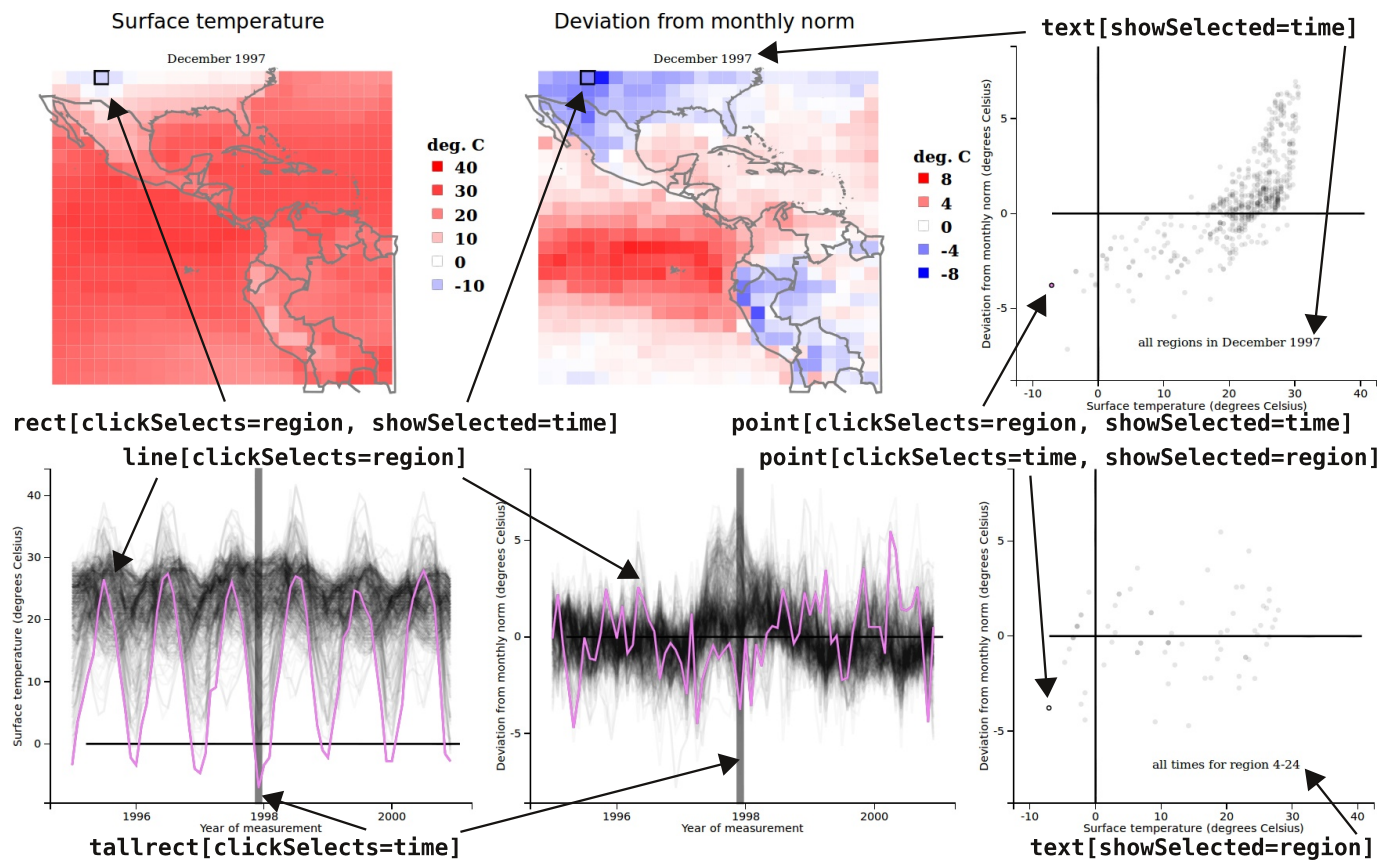 Surface temperature
Deviation from monthly norm
text[showSelected=time]
December 1997
December 1997
deg. C
40
30
20
10
0
-10
deg. C
8
4
0
-4
-8
Deviation from monthly norm (degrees Celsius)
5
0
-5
all regions in December 1997
-10
0
10
20
30
40
Surface temperature (degrees Celsius)
rect[clickSelects=region, showSelected=time]
point[clickSelects=region, showSelected=time]
line[clickSelects=region]
point[clickSelects=time, showSelected=region]
Surface temperature (degrees Celsius)
40
30
20
10
0
1996
1998
2000
Year of measurement
Deviation from monthly norm (degrees Celsius)
5
0
-5
1996
1998
2000
Year of measurement
Deviation from monthly norm (degrees Celsius)
5
0
-5
all times for region 4-24
-10
0
10
20
30
40
Surface temperature (degrees Celsius)
tallrect[clickSelects=time]
text[showSelected=region]